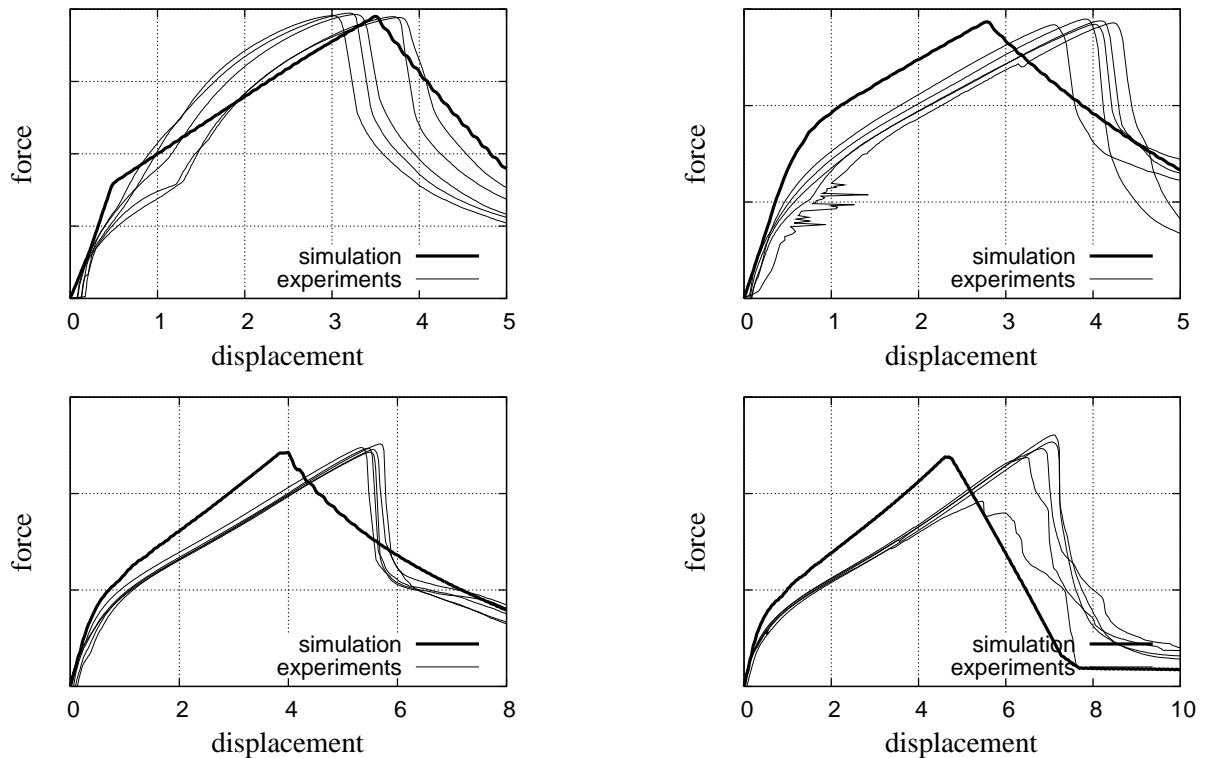 force
simulation
experiments
0 1 2 3 4 5
displacement
force
simulation
experiments
0 1 2 3 4 5
displacement
force
simulation
experiments
0 2 4 6 8
displacement
force
simulation
experiments
0 2 4 6 8 10
displacement